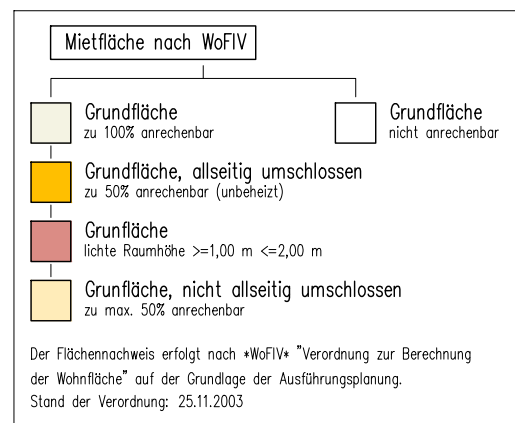 Mietfläche nach WoFIV
Grundfläche
zu 100% anrechenbar
Grundfläche
nicht anrechenbar
Grundfläche, allseitig umschlossen
zu 50% anrechenbar (unbeheizt)
Grunfläche
lichte Raumhöhe >=1,00 m <=2,00 m
Grunfläche, nicht allseitig umschlossen
zu max. 50% anrechenbar
Der Flächennachweis erfolgt nach *WoFIV* "Verordnung zur Berechnung
der Wohnfläche" auf der Grundlage der Ausführungsplanung.
Stand der Verordnung: 25.11.2003